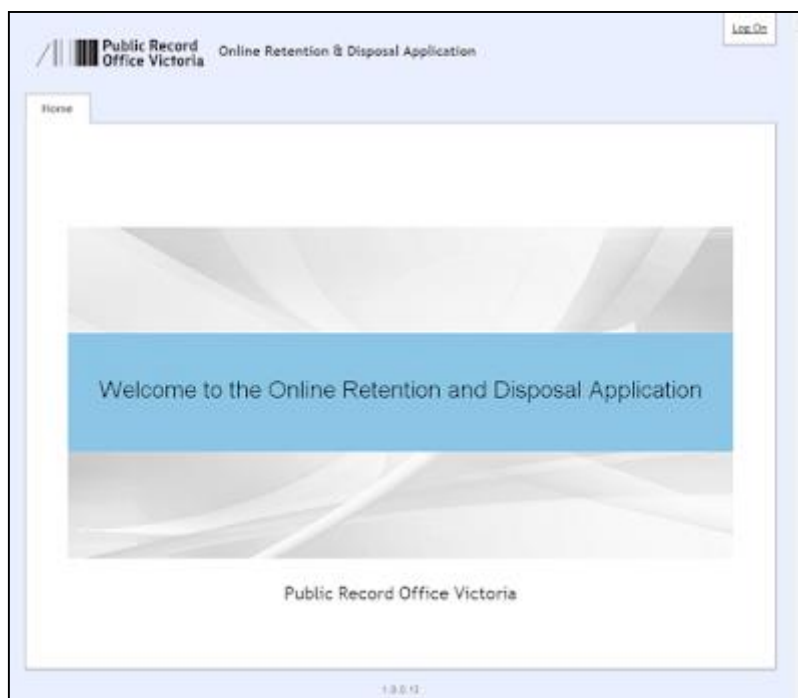 Public Record
Office Victoria
Online Retention & Disposal Application
Log On
Home
Welcome to the Online Retention and Disposal Application
Public Record Office Victoria